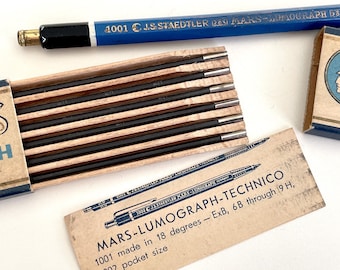 1001 J.S. STAEDTLER MARS-LUMOGRAPH
MARS-LUMOGRAPH-TECHNICO
1001 made in 18 degrees — ExB, 6B through 9H,
pocket size